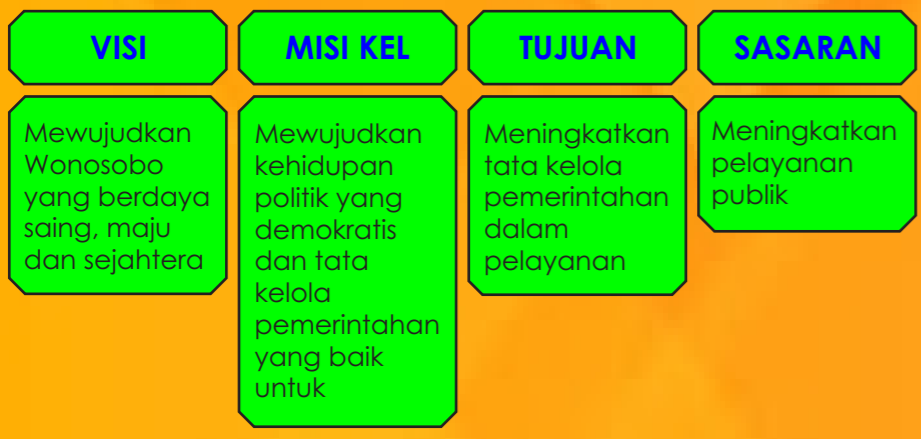 VISI
Mewujudkan
Wonosobo
yang berdaya
saing, maju
dan sejahtera
MISI KEL
Mewujudkan
kehidupan
politik yang
demokratis
dan tata
kelola
pemerintahan
yang baik
untuk
TUJUAN
Meningkatkan
tata kelola
pemerintahan
dalam
pelayanan
SASARAN
Meningkatkan
pelayanan
publik